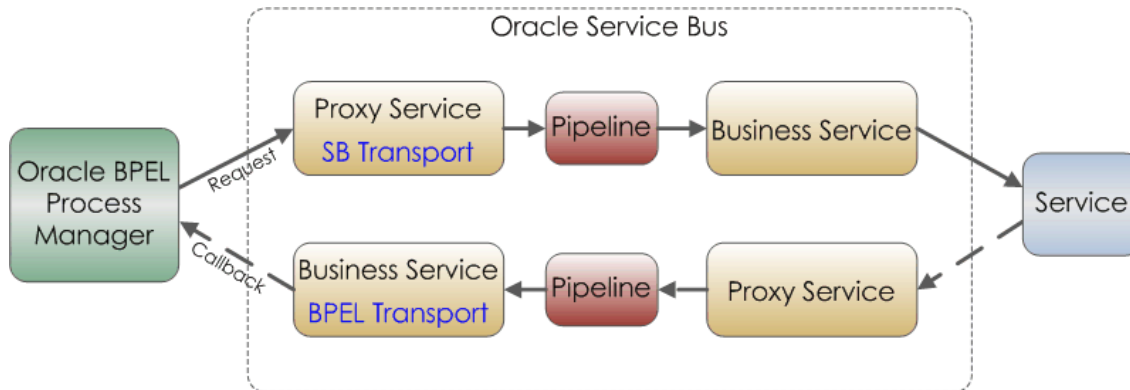 Oracle Service Bus
Oracle BPEL
Process
Manager
Request
Proxy Service
SB Transport
Pipeline
Business Service
Service
Callback
Business Service
BPEL Transport
Pipeline
Proxy Service